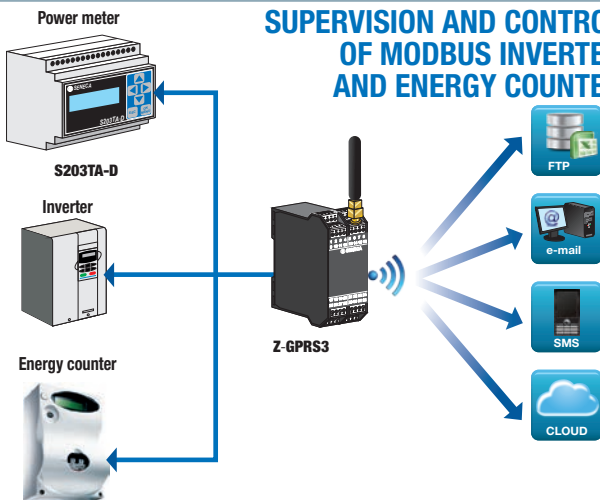 Power meter
SUPERVISION AND CONTRO
OF MODBUS INVERTE
AND ENERGY COUNTE
SENECA
S203TA-D
S203TA-D
Inverter
Energy counter
SENECA
Z-GPRS3
FTP
@
e-mail
SMS
CLOUD